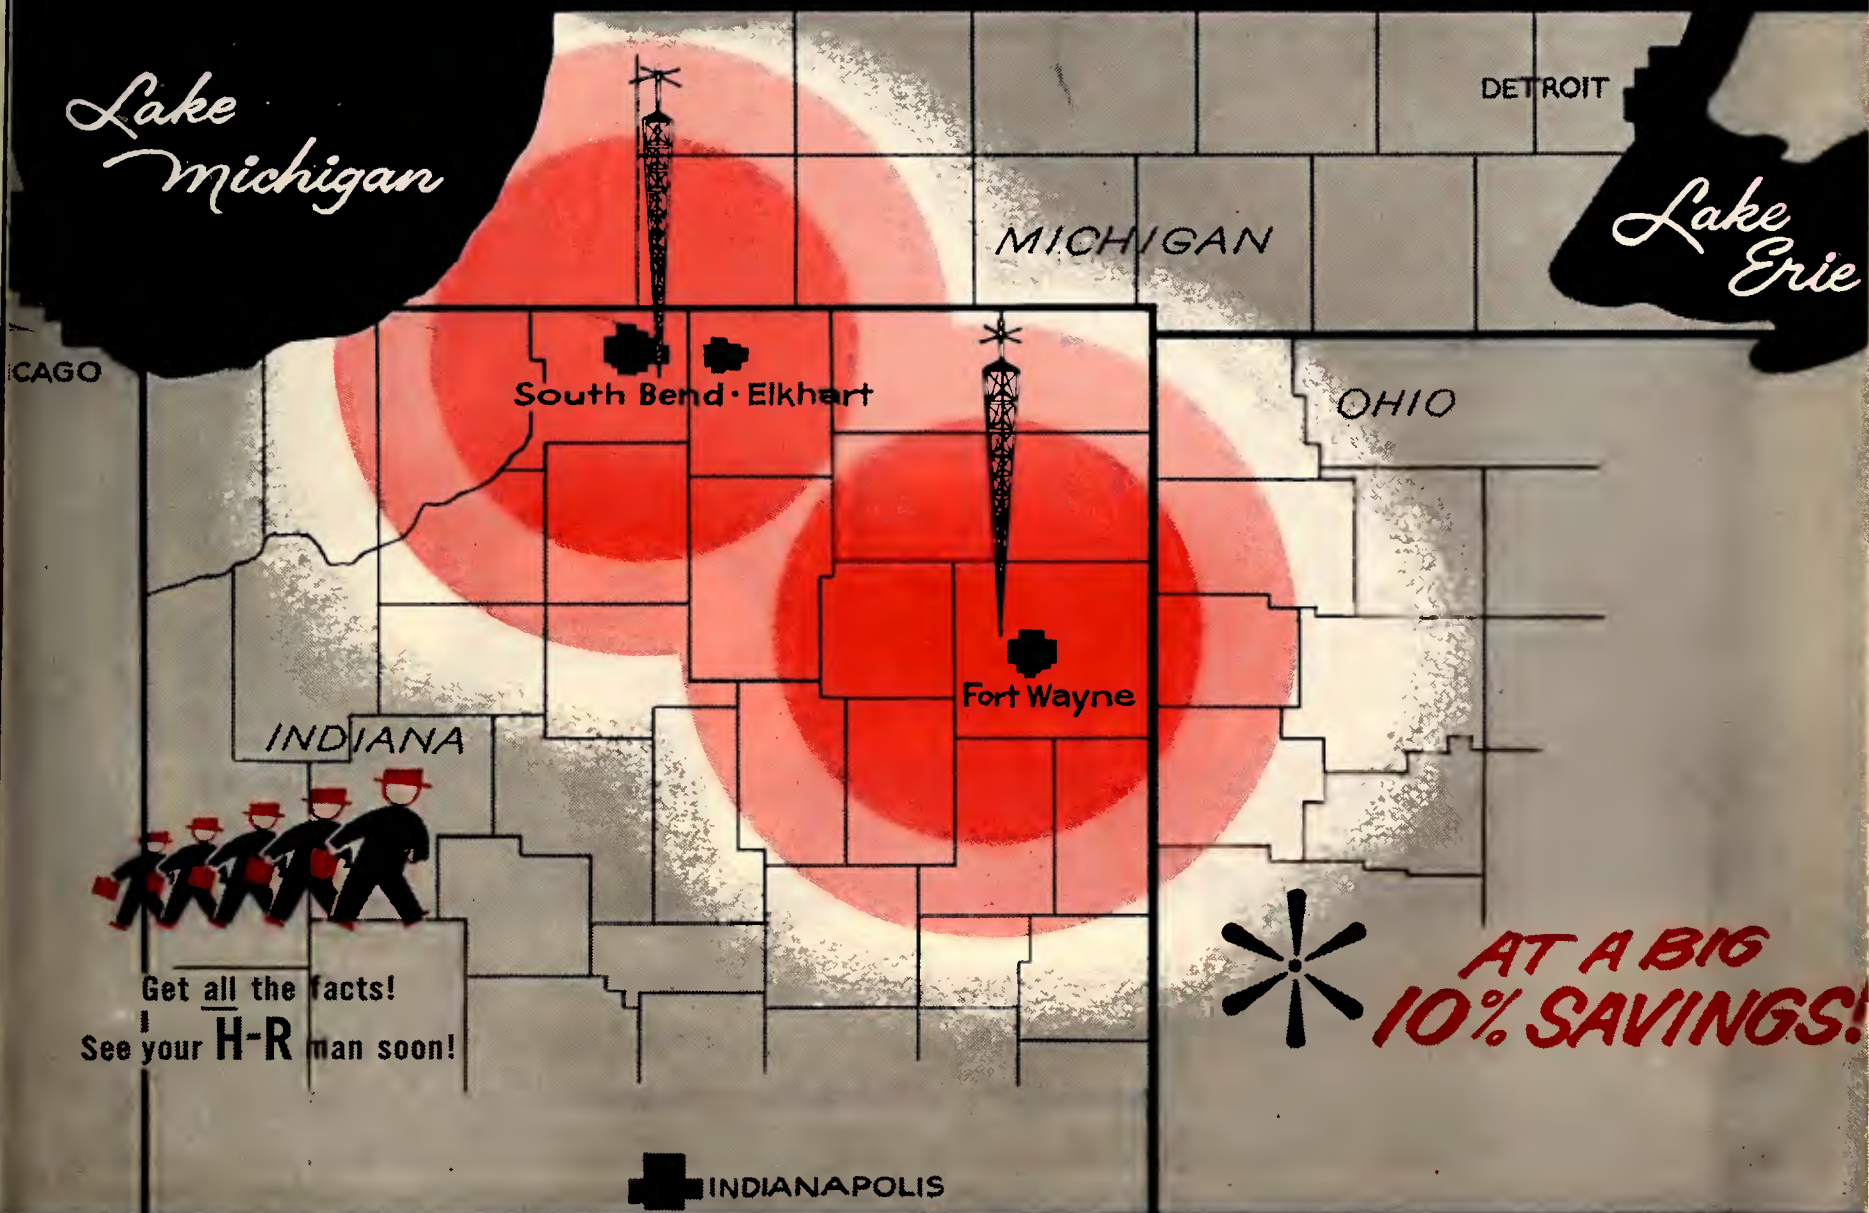 Lake
Michigan
DETROIT
MICHIGAN
Lake
Erie
CAGO
South Bend · Elkhart
OHIO
Fort Wayne
INDIANA
AT A BIG
10% SAVINGS!
Get all the facts!
See your H-R man soon!
INDIANAPOLIS